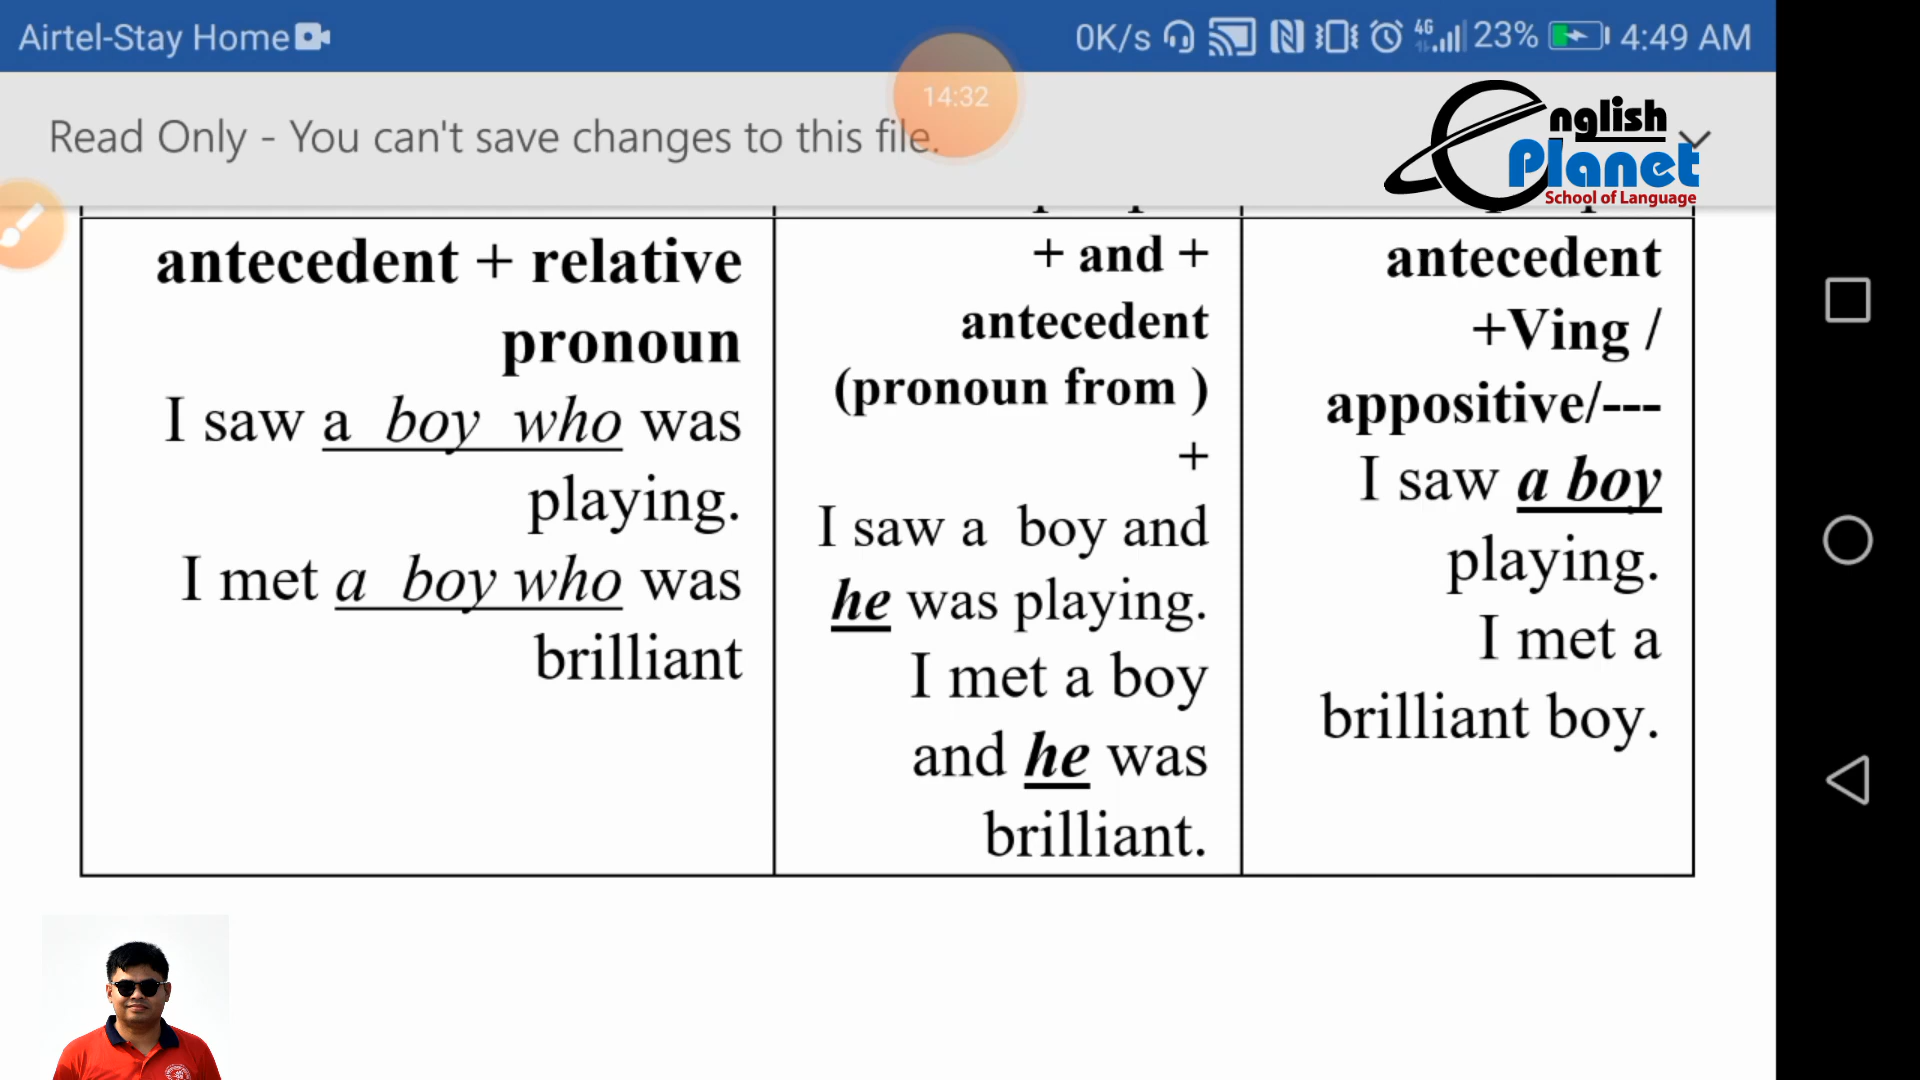 Airtel-Stay Home
0K/s 4G 23% 4:49 AM
14:32
Read Only - You can't save changes to this file.
nglish
Planet
School of Language
antecedent + relative
pronoun
I saw a boy who was
playing.
I met a boy who was
brilliant
+ and +
antecedent
(pronoun from )
+
I saw a boy and
he was playing.
I met a boy
and he was
brilliant.
antecedent
+Ving /
appositive/---
I saw a boy
playing.
I met a
brilliant boy.